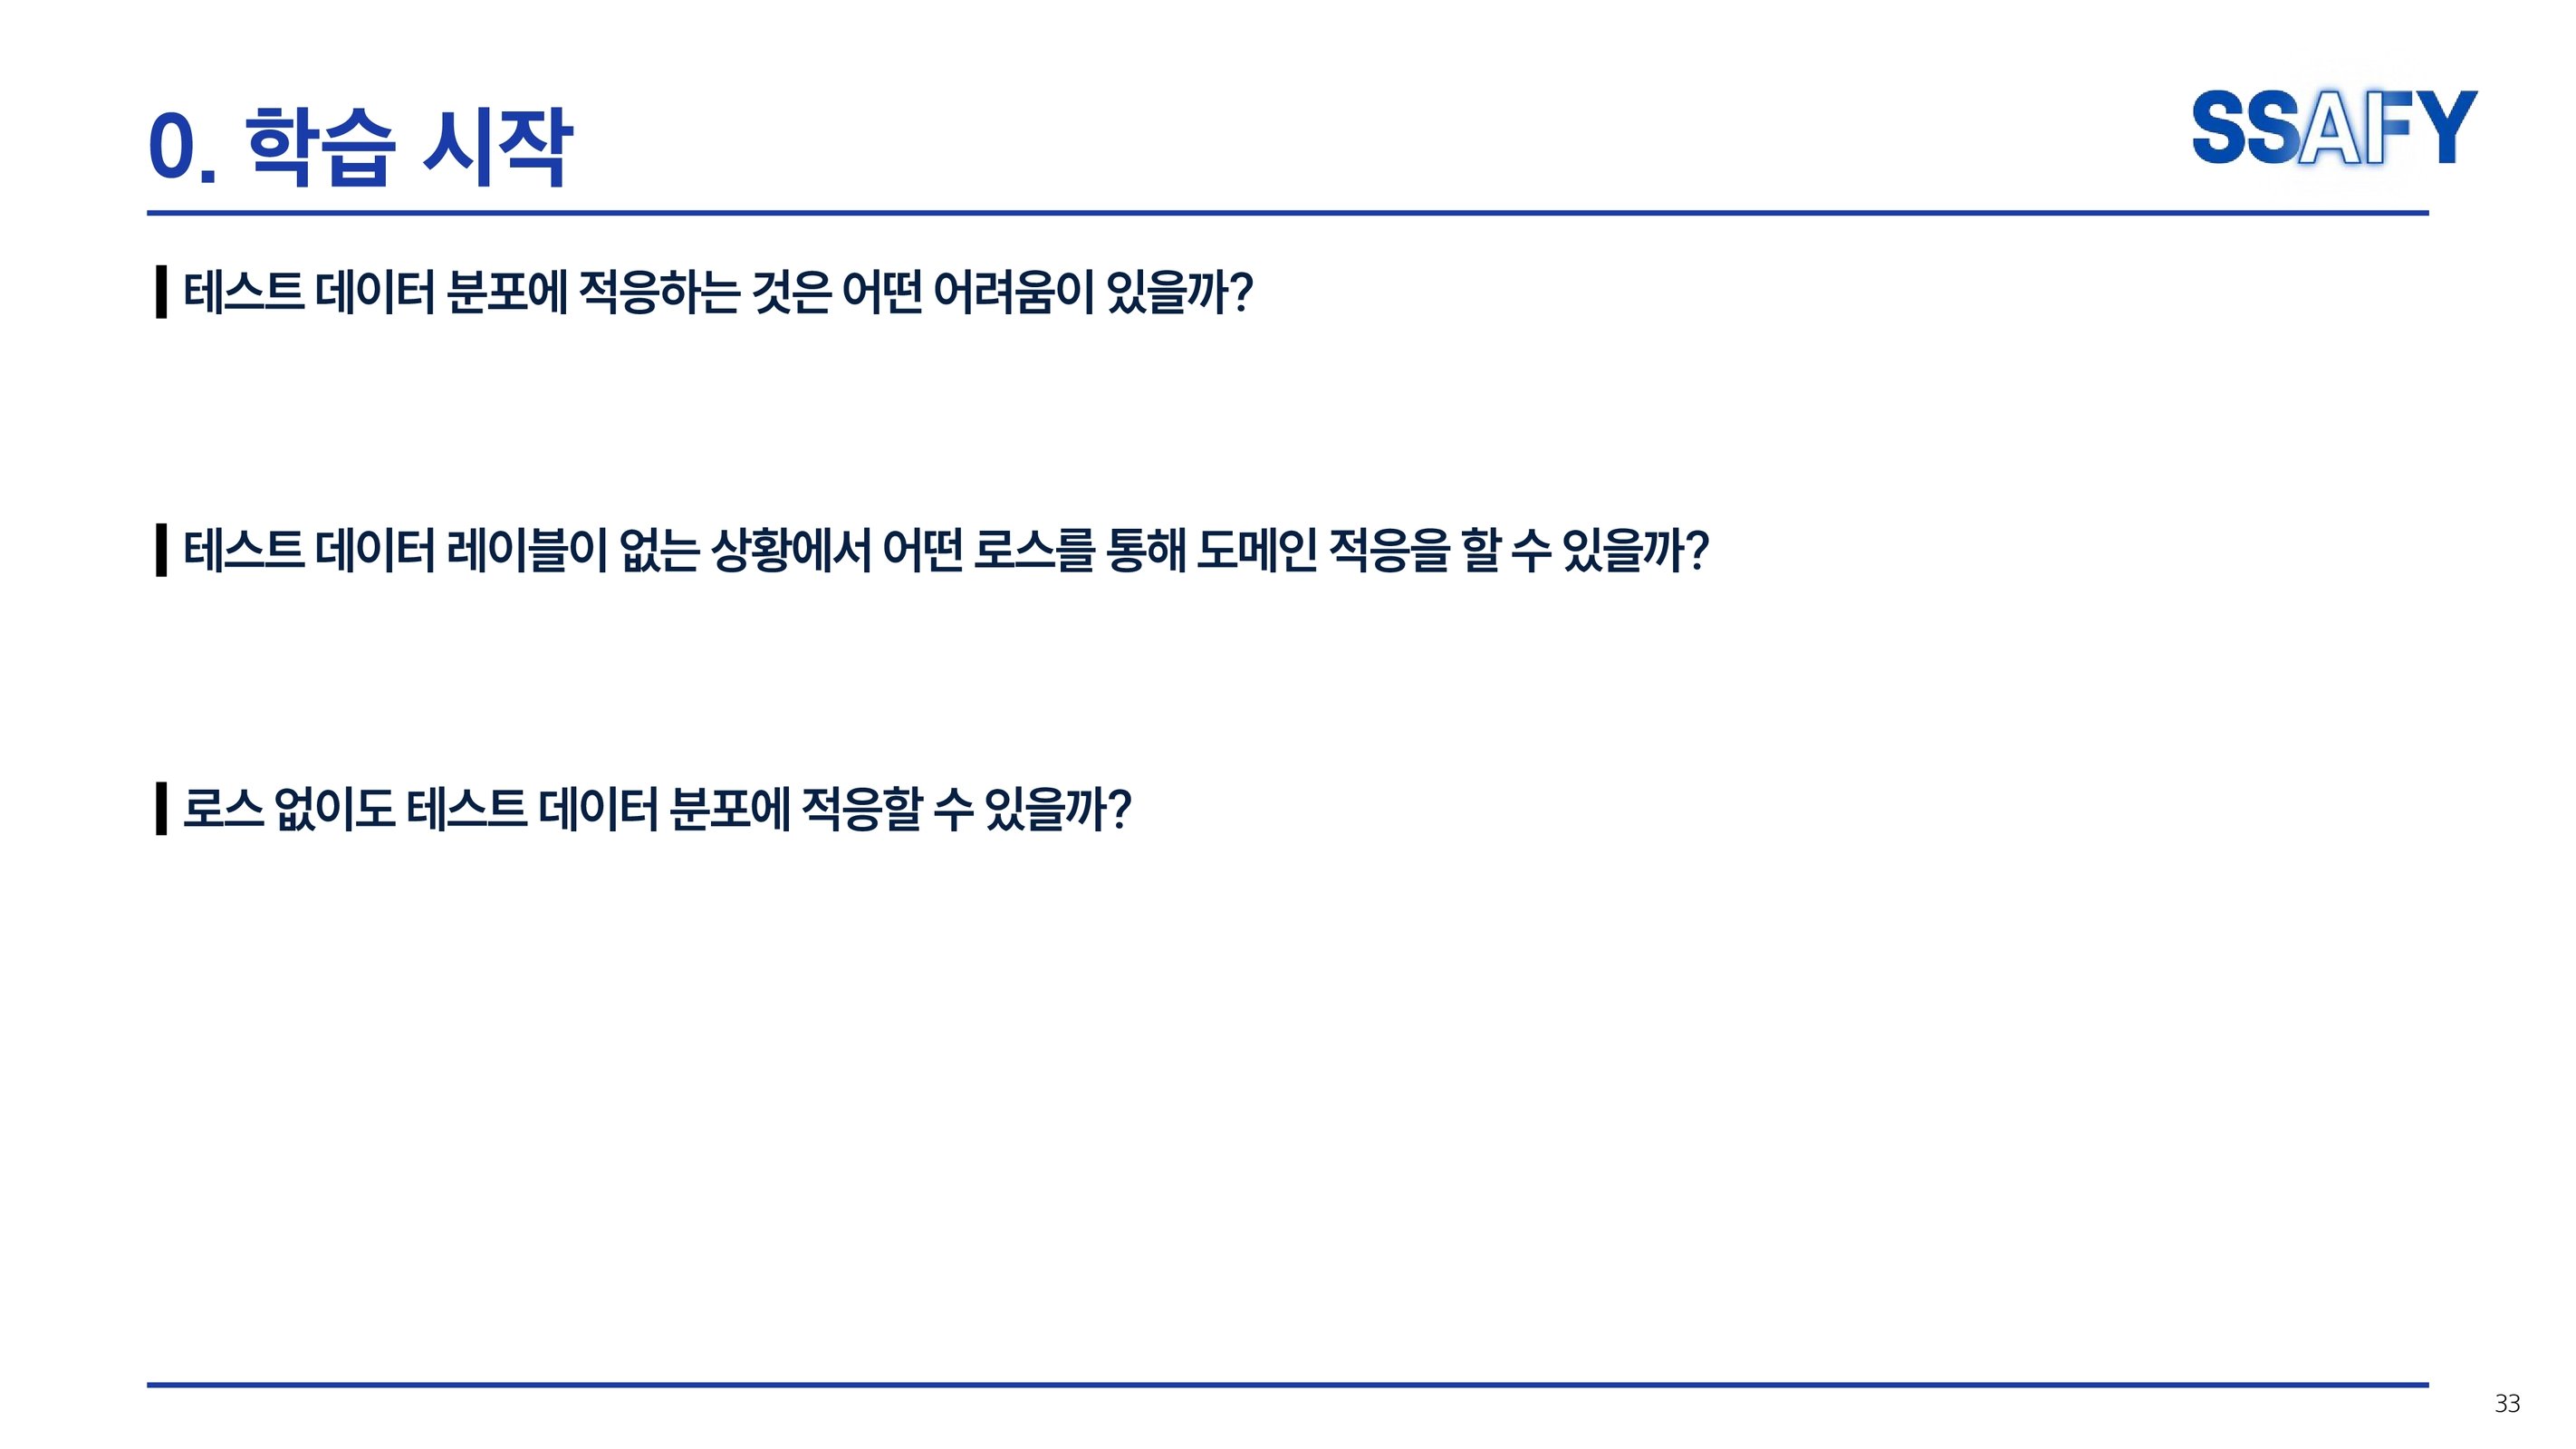 0. 학습 시작
SSAFY
테스트 데이터 분포에 적응하는 것은 어떤 어려움이 있을까?
테스트 데이터 레이블이 없는 상황에서 어떤 로스를 통해 도메인 적응을 할 수 있을까?
로스 없이도 테스트 데이터 분포에 적응할 수 있을까?
33